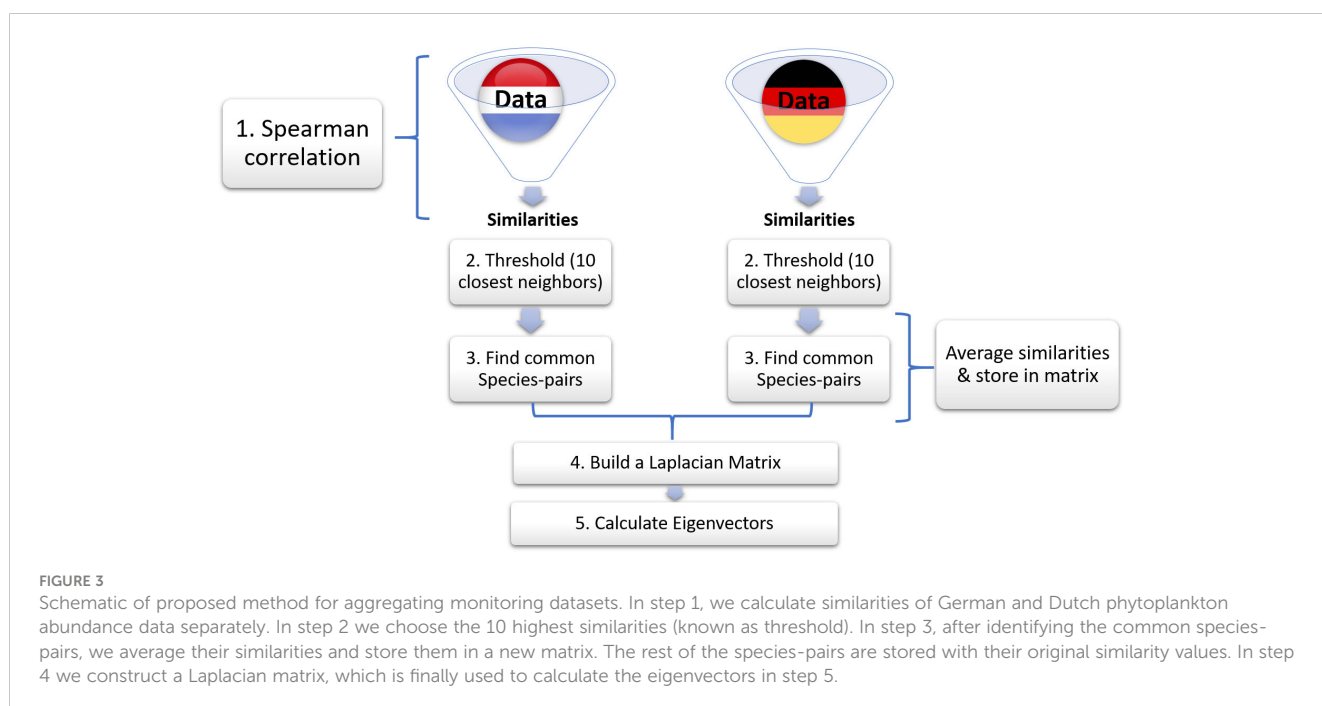 Data
Data
1. Spearman
correlation
Similarities
Similarities
2. Threshold (10
closest neighbors)
2. Threshold (10
closest neighbors)
3. Find common
Species-pairs
3. Find common
Species-pairs
Average similarities
& store in matrix
4. Build a Laplacian Matrix
5. Calculate Eigenvectors
FIGURE 3
Schematic of proposed method for aggregating monitoring datasets. In step 1, we calculate similarities of German and Dutch phytoplankton
abundance data separately. In step 2 we choose the 10 highest similarities (known as threshold). In step 3, after identifying the common species-
pairs, we average their similarities and store them in a new matrix. The rest of the species-pairs are stored with their original similarity values. In step
4 we construct a Laplacian matrix, which is finally used to calculate the eigenvectors in step 5.